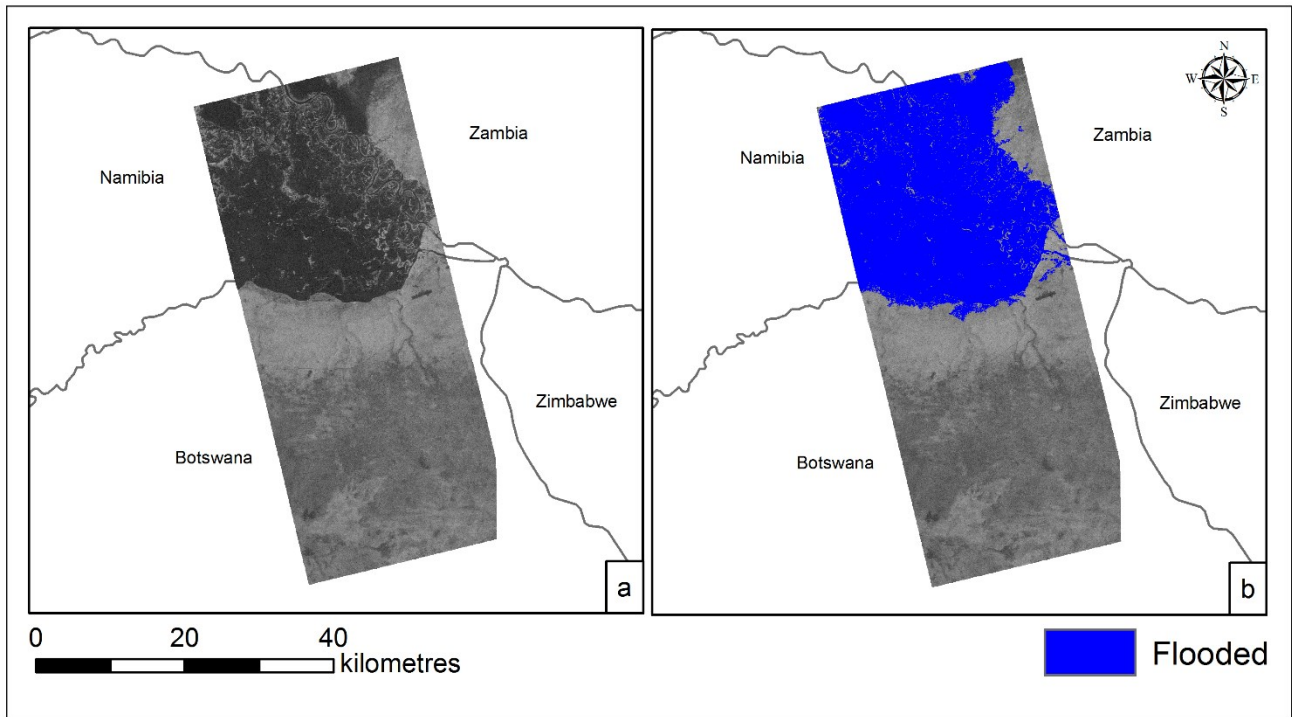 Zambia
Namibia
Botswana
Zimbabwe
a
N
W E
S
Zambia
Namibia
Botswana
Zimbabwe
b
0 20 40
kilometres
Flooded